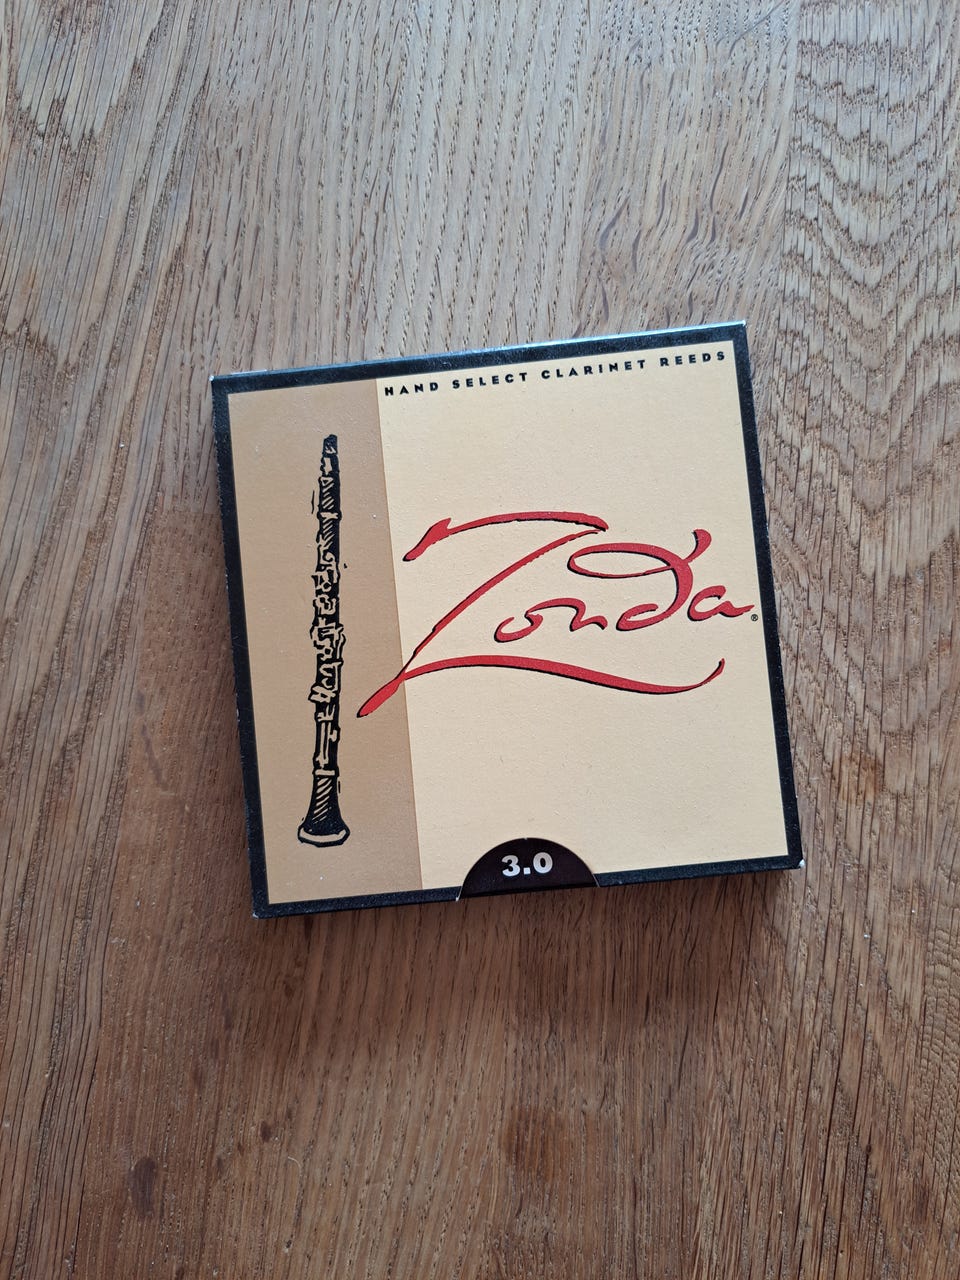 HAND SELECT CLARINET REEDS
Zonda®
3.0